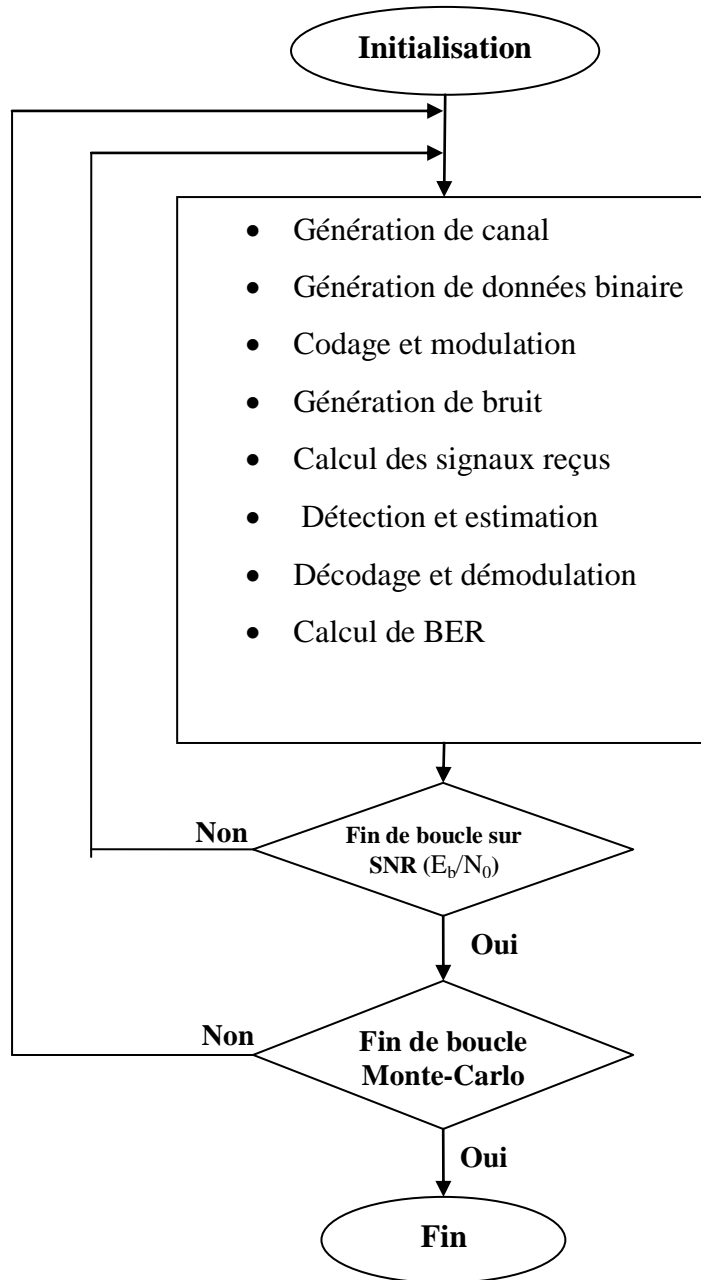 Initialisation
• Génération de canal
• Génération de données binaire
• Codage et modulation
• Génération de bruit
• Calcul des signaux reçus
• Détection et estimation
• Décodage et démodulation
• Calcul de BER
Non
Fin de boucle sur
SNR (E_b/N_0)
Oui
Non
Fin de boucle
Monte-Carlo
Oui
Fin